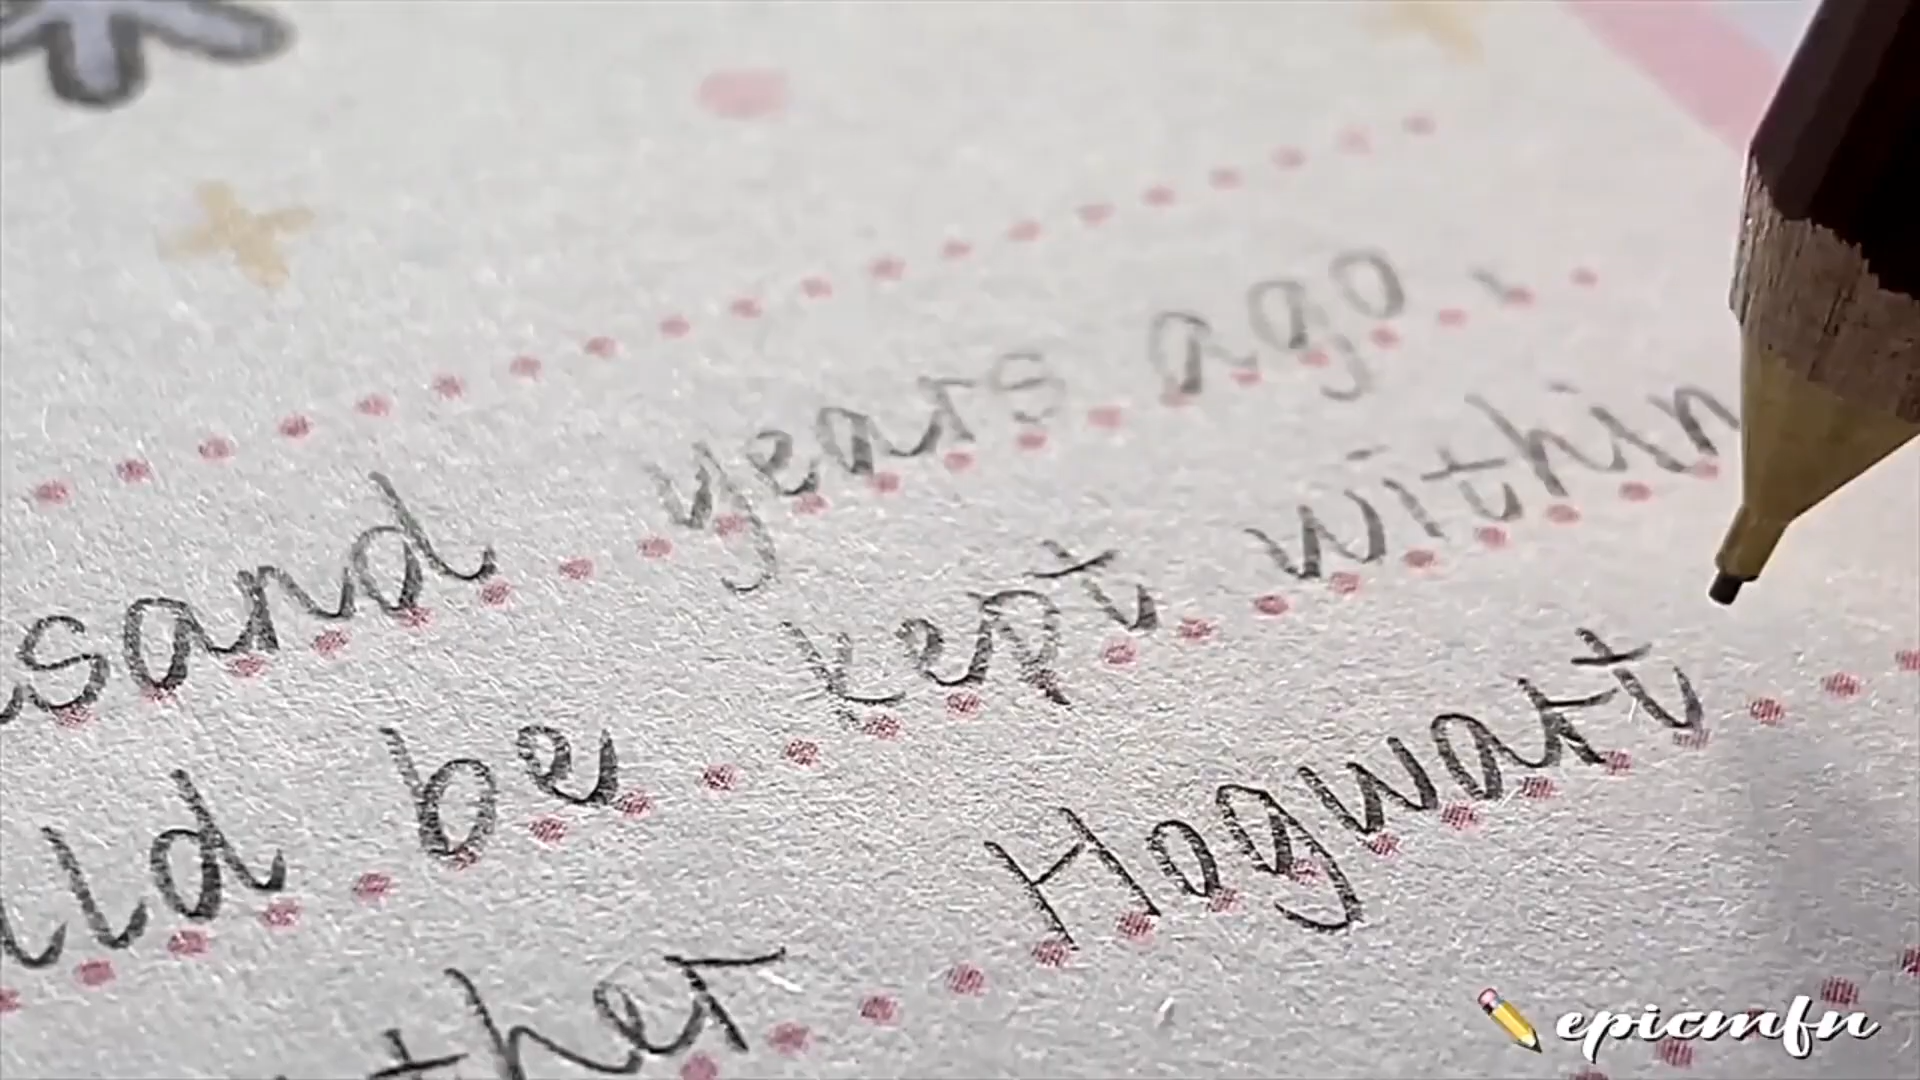 sand years ago,
ld be kept within
ther Hogwart
epicmfn